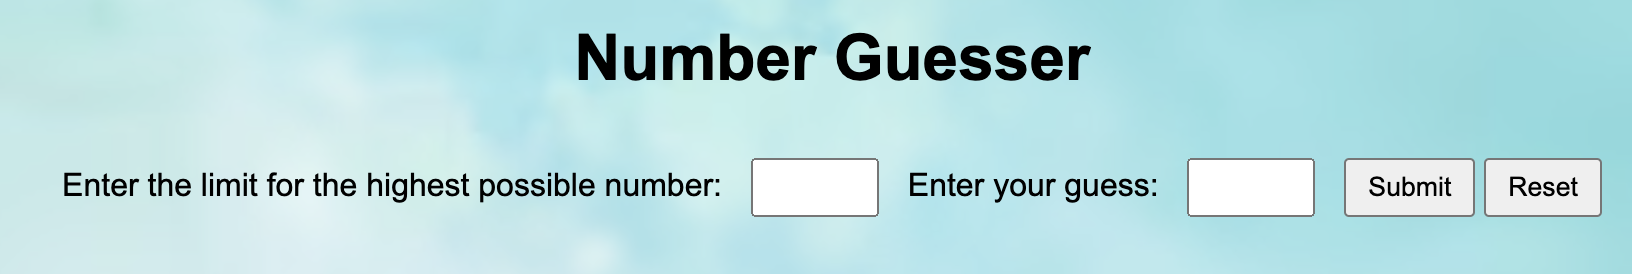 Number Guesser
Enter the limit for the highest possible number: Enter your guess: Submit Reset